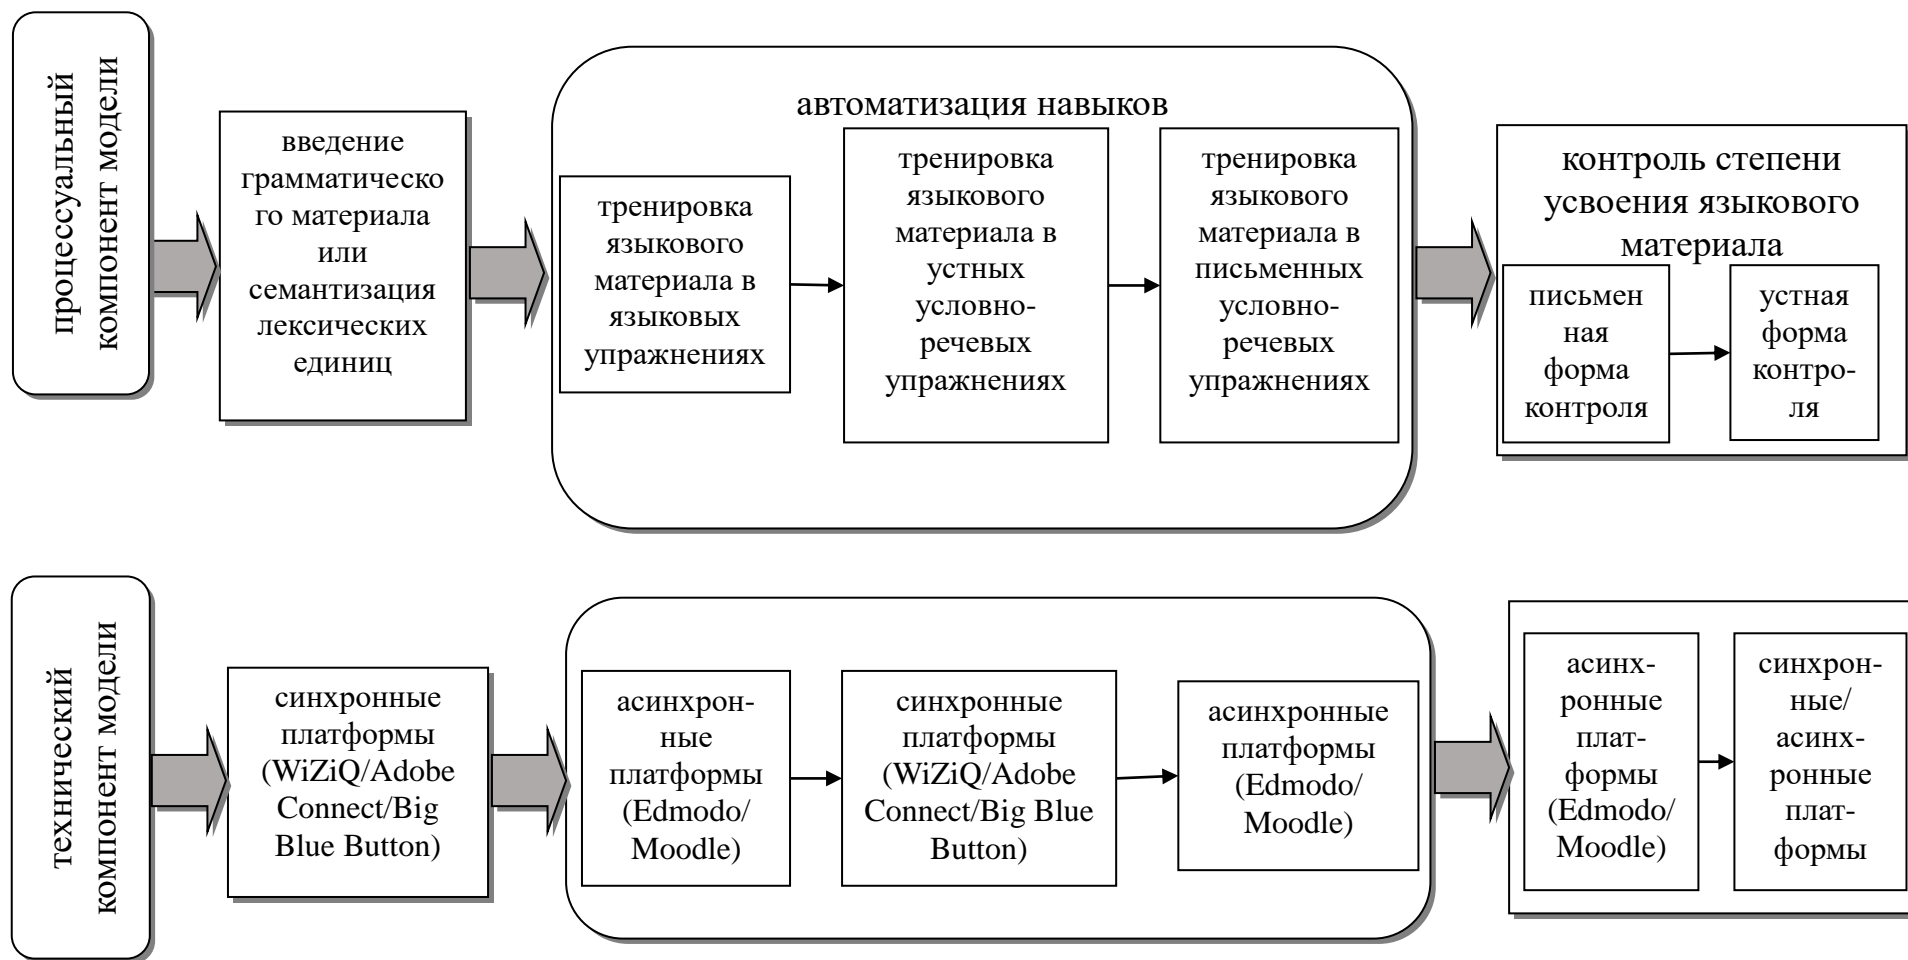 процессуальный
компонент модели
введение
грамматическо
го материала
или
семантизация
лексических
единиц
автоматизация навыков
тренировка
языкового
материала в
языковых
упражнениях
тренировка
языкового
материала в
устных
условно-
речевых
упражнениях
тренировка
языкового
материала в
письменных
условно-
речевых
упражнениях
контроль степени
усвоения языкового
материала
письмен
ная
форма
контроля
устная
форма
контро-
ля
технический
компонент модели
синхронные
платформы
(WiZiQ/Adobe
Connect/Big
Blue Button)
асинхрон-
ные
платформы
(Edmodo/
Moodle)
синхронные
платформы
(WiZiQ/Adobe
Connect/Big Blue
Button)
асинхронные
платформы
(Edmodo/
Moodle)
асинх-
ронные
плат-
формы
(Edmodo/
Moodle)
синхрон-
ные/
асинх-
ронные
плат-
формы